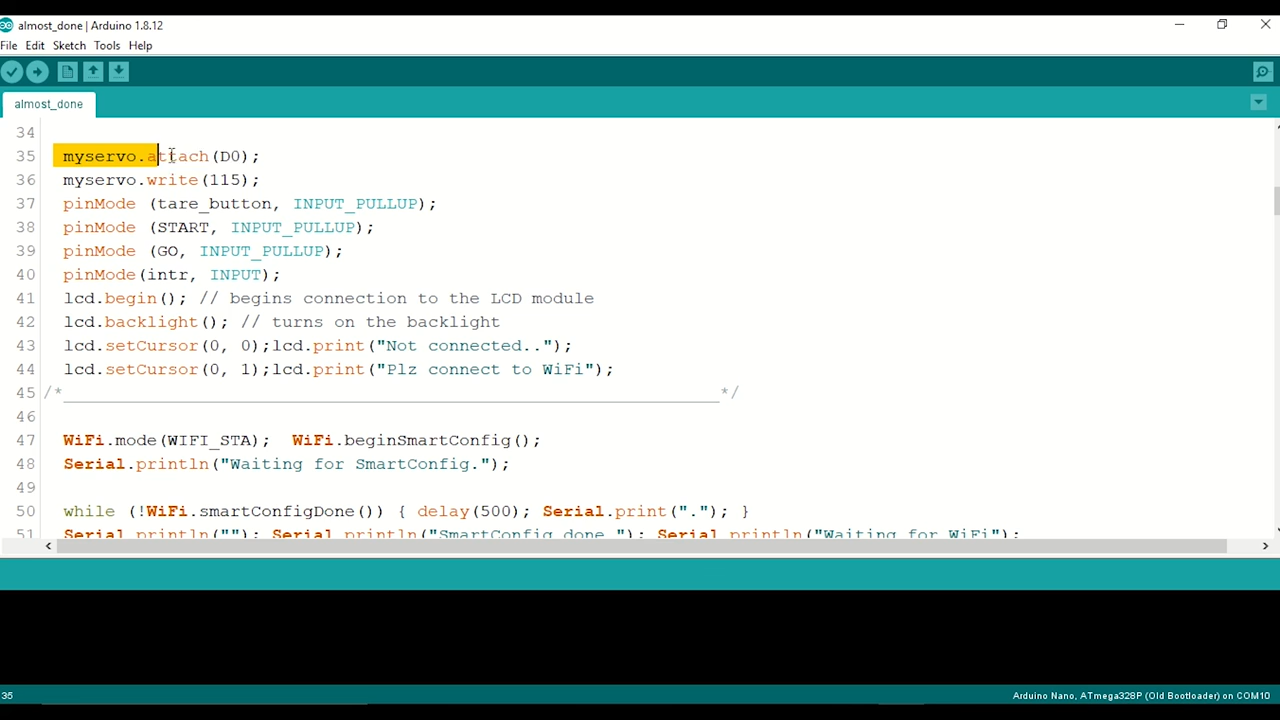 almost_done | Arduino 1.8.12
File Edit Sketch Tools Help
almost_done
34
35 myservo.attach(D0);
36 myservo.write(115);
37 pinMode (tare_button, INPUT_PULLUP);
38 pinMode (START, INPUT_PULLUP);
39 pinMode (GO, INPUT_PULLUP);
40 pinMode(intr, INPUT);
41 lcd.begin(); // begins connection to the LCD module
42 lcd.backlight(); // turns on the backlight
43 lcd.setCursor(0, 0);lcd.print("Not connected..");
44 lcd.setCursor(0, 1);lcd.print("Plz connect to WiFi");
45 /*_______________________________________________________________*/
46
47 WiFi.mode(WIFI_STA);  WiFi.beginSmartConfig();
48 Serial.println("Waiting for SmartConfig.");
49
50 while (!WiFi.smartConfigDone()) { delay(500); Serial.print("."); }
51 Serial.println(""); Serial.println("SmartConfig done."); Serial.println("Waiting for WiFi");
35 Arduino Nano, ATmega328P (Old Bootloader) on COM10